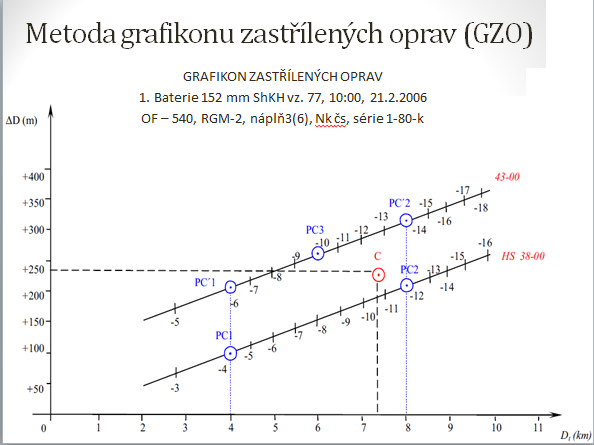 Metoda grafikonu zastřílených oprav (GZO)
GRAFIKON ZASTŘÍLENÝCH OPRAV
1. Baterie 152 mm ShKH vz. 77, 10:00, 21.2.2006
OF – 540, RGM-2, náplň3(6), Nk čs, série 1-80-k
ΔD (m)
+400
+350
+300
+250
+200
+150
+100
+50
43-00
-17
-18
PC´2
-15
-16
-13
-14
PC3
-12
-11
-10
-9
-8
PC´1
-7
-6
-5
C
HS 38-00
-16
-15
PC2
-13
-14
-12
-11
-10
-9
-8
-7
-6
PC1
-5
-4
-3
0 1 2 3 4 5 6 7 8 9 10 11
Dt (km)